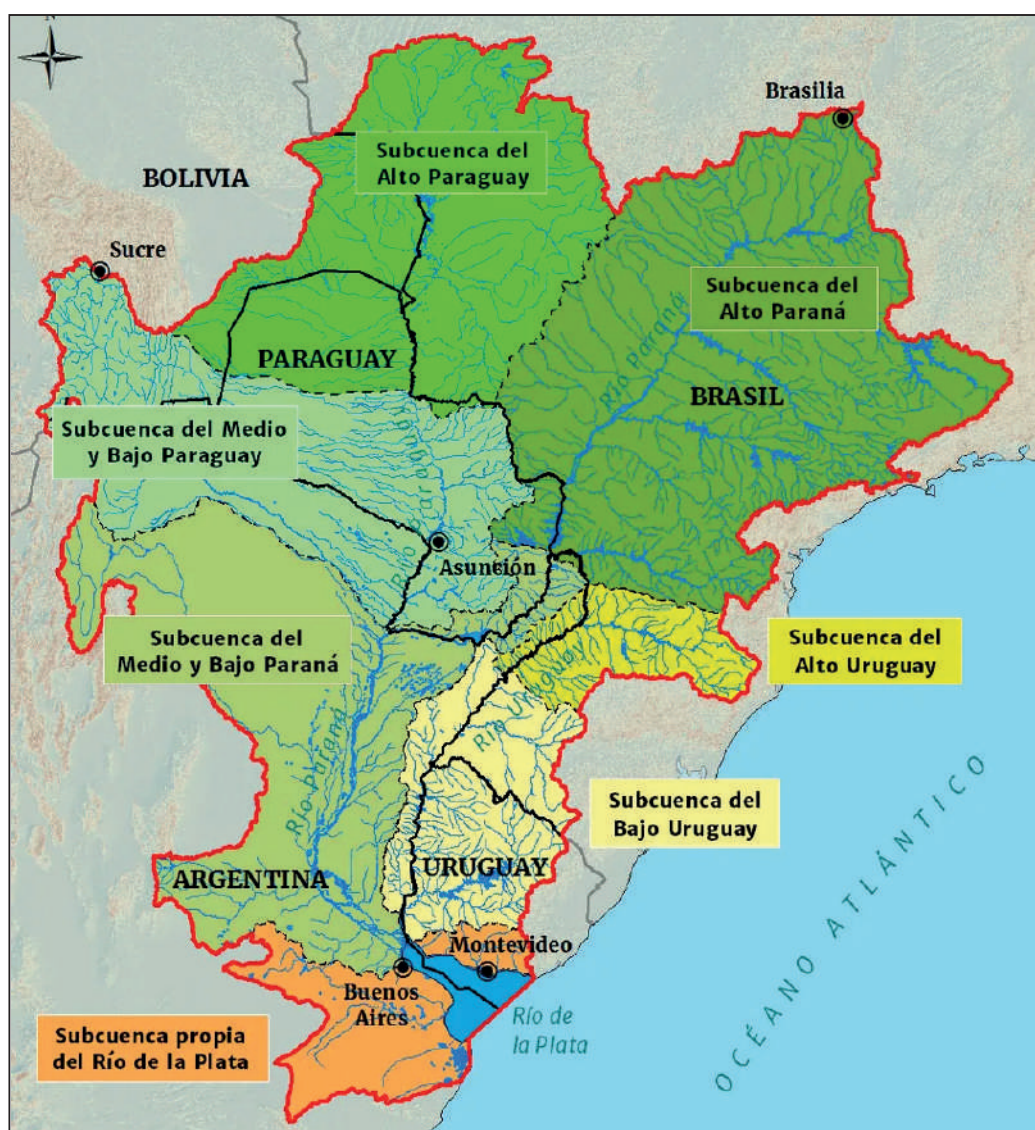 N
Brasilia
Subcuenca del
Alto Paraguay
BOLIVIA
Sucre
Subcuenca del
Alto Paraná
Río Paraná
PARAGUAY
BRASIL
Subcuenca del Medio
y Bajo Paraguay
Río Paraguay
Asunción
Subcuenca del
Medio y Bajo Paraná
Subcuenca del
Alto Uruguay
Río Uruguay
Río Paraná
Subcuenca del
Bajo Uruguay
ARGENTINA
URUGUAY
Montevideo
Buenos
Aires
Río de
la Plata
Subcuenca propia
del Río de la Plata
OCÉANO ATLÁNTICO